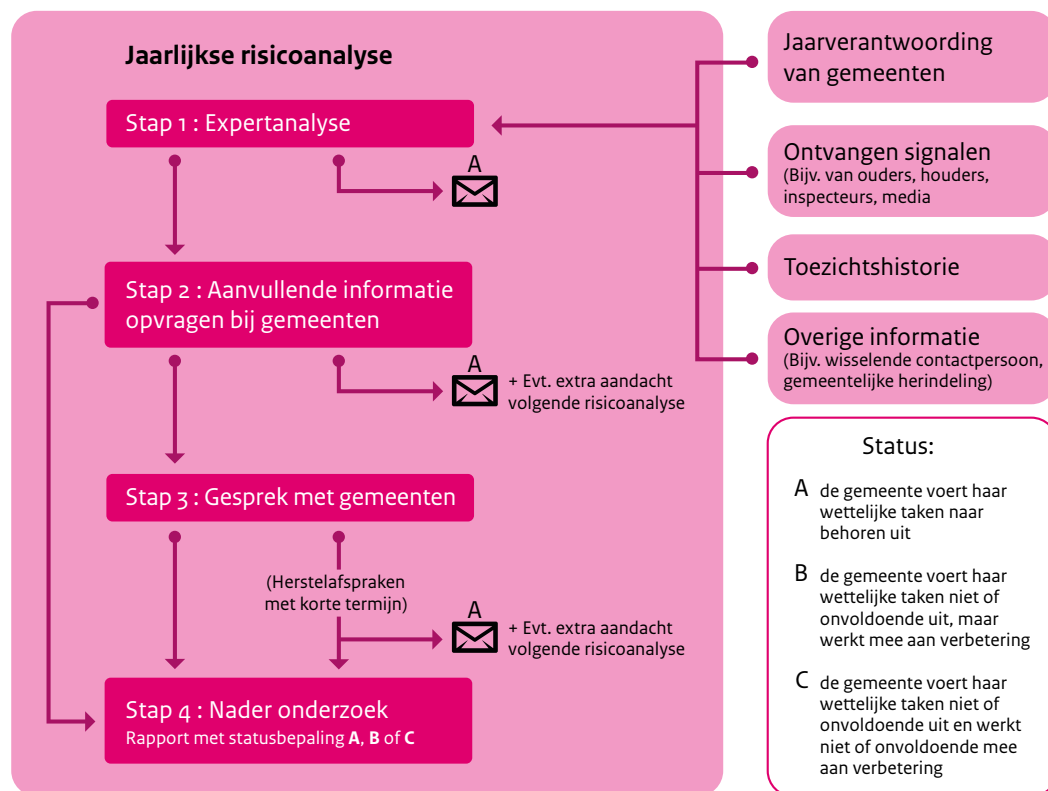 Jaarlijkse risicoanalyse
Stap 1 : Expertanalyse
A
Stap 2 : Aanvullende informatie
opvragen bij gemeenten
A
+ Evt. extra aandacht
volgende risicoanalyse
Stap 3 : Gesprek met gemeenten
(Herstelafspraken
met korte termijn)
A
+ Evt. extra aandacht
volgende risicoanalyse
Stap 4 : Nader onderzoek
Rapport met statusbepaling A, B of C
Jaarverantwoording
van gemeenten
Ontvangen signalen
(Bijv. van ouders, houders,
inspecteurs, media
Toezichtshistorie
Overige informatie
(Bijv. wisselende contactpersoon,
gemeentelijke herindeling)
Status:
A de gemeente voert haar
wettelijke taken naar
behoren uit
B de gemeente voert haar
wettelijke taken niet of
onvoldoende uit, maar
werkt mee aan verbetering
C de gemeente voert haar
wettelijke taken niet of
onvoldoende uit en werkt
niet of onvoldoende mee
aan verbetering